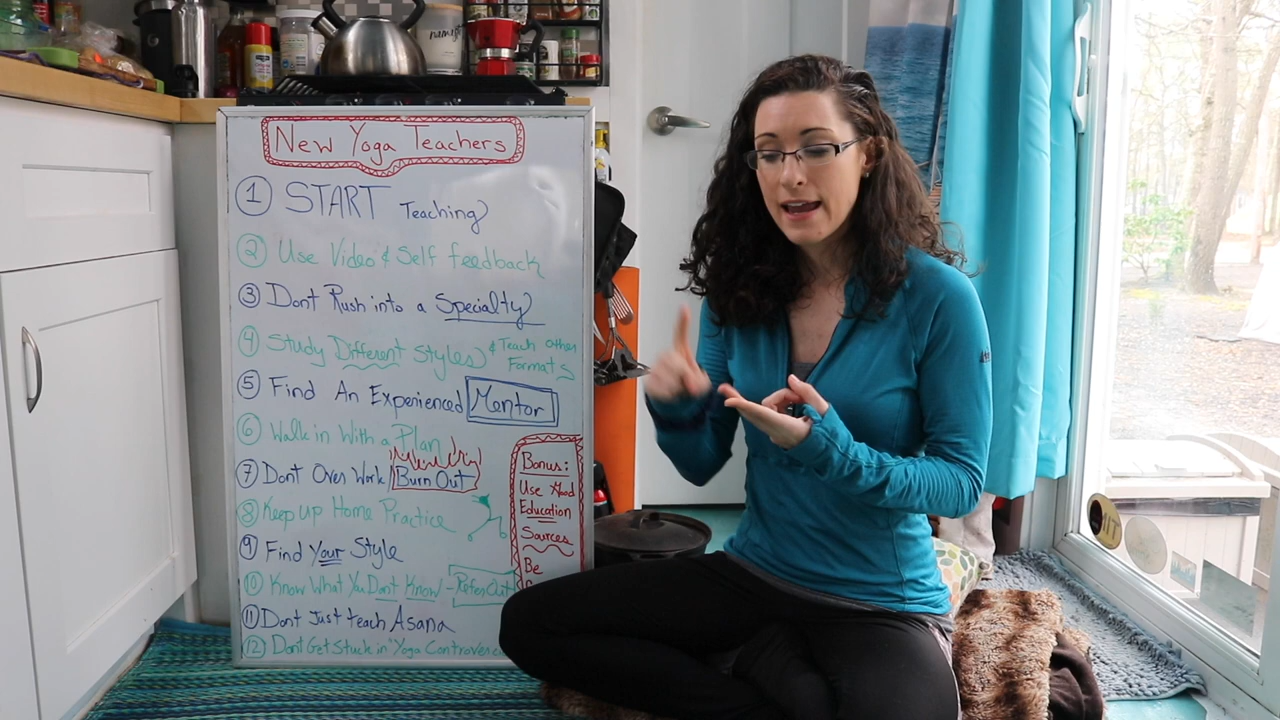 New Yoga Teachers
① START Teaching
② Use Video & Self feedback
③ Dont Rush into a Specialty
④ Study Different Styles & Teach other
Formats
⑤ Find An Experienced Mentor
⑥ Walk in With a Plan
⑦ Dont Over Work / Burn Out
⑧ Keep Up Home Practice
⑨ Find Your Style
⑩ Know What You Dont Know - Refer Out
⑪ Dont Just teach Asana
⑫ Dont Get Stuck in "Yoga
Bonus:
Use Good
Education
Sources
Be